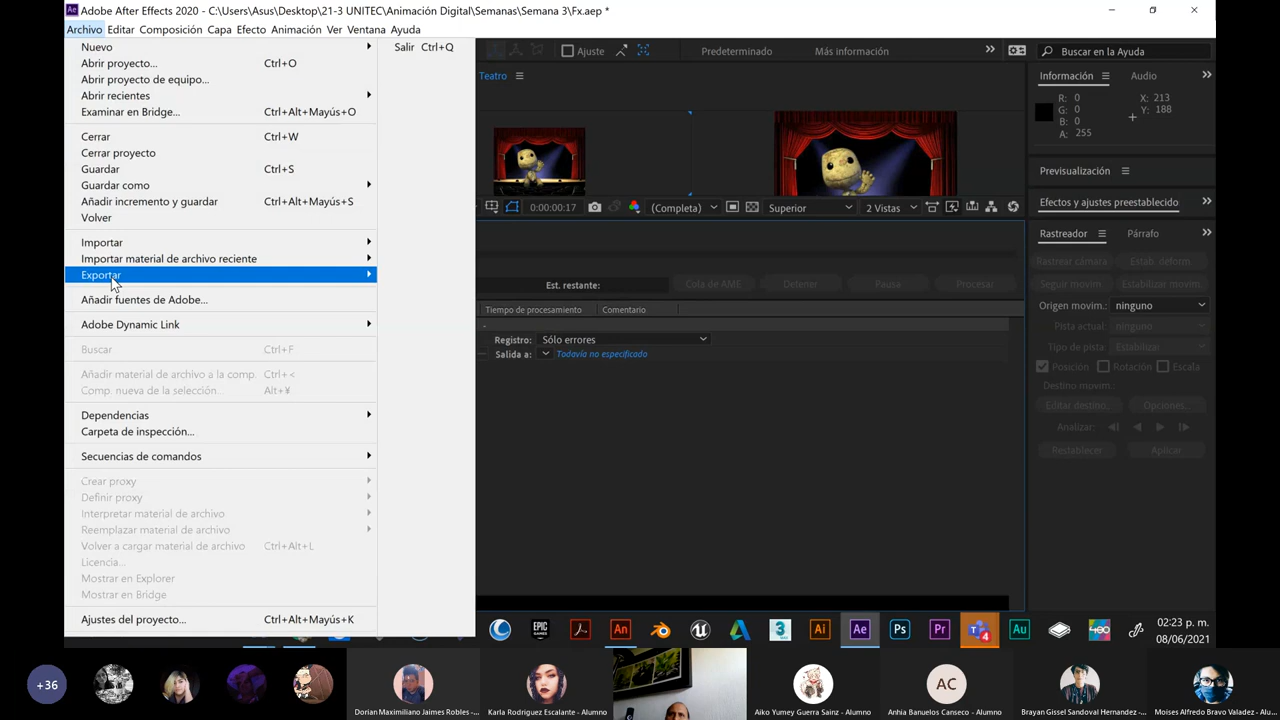 Adobe After Effects 2020 - C:\Users\Asus\Desktop\21-3 UNITEC\Animación Digital\Semanas\Semana 3\Fx.aep *
Archivo Editar Composición Capa Efecto Animación Ver Ventana Ayuda
Nuevo
Salir Ctrl+Q
Abrir proyecto... Ctrl+O
Abrir proyecto de equipo...
Abrir recientes
Examinar en Bridge... Ctrl+Alt+Mayús+O
Cerrar Ctrl+W
Cerrar proyecto
Guardar Ctrl+S
Guardar como
Añadir incremento y guardar Ctrl+Alt+Mayús+S
Volver
Importar
Importar material de archivo reciente
Exportar
Añadir fuentes de Adobe...
Adobe Dynamic Link
Buscar Ctrl+F
Añadir material de archivo a la comp. Ctrl+<
Comp. nueva de la selección... Alt+¥
Dependencias
Carpeta de inspección...
Secuencias de comandos
Crear proxy
Definir proxy
Interpretar material de archivo
Reemplazar material de archivo
Volver a cargar material de archivo Ctrl+Alt+L
Licencia...
Mostrar en Explorer
Mostrar en Bridge
Ajustes del proyecto... Ctrl+Alt+Mayús+K
Ajuste
Predeterminado
Más información
Buscar en la Ayuda
Teatro
0:00:00:17
(Completa)
Superior
2 Vistas
Est. restante:
Cola de AME
Detener
Pausa
Procesar
Tiempo de procesamiento
Comentario
Registro: Sólo errores
Salida a: Todavía no especificado
Información
Audio
R: 0
G: 0
B: 0
A: 255
X: 213
Y: 188
Previsualización
Efectos y ajustes preestablecido
Rastreador
Párrafo
Rastrear cámara
Estab. deform.
Seguir movim.
Estabilizar movim.
Origen movim.: ninguno
Pista actual: ninguno
Tipo de pista: Estabilizar
Posición Rotación Escala
Destino movim.:
Editar destino...
Opciones...
Analizar:
Restablecer
Aplicar
EPIC GAMES
An
3
Ai
Ae
Ps
Pr
4
Au
02:23 p. m.
08/06/2021
+36
Dorian Maximiliano Jaimes Robles -...
Karla Rodriguez Escalante - Alumno
Aiko Yumey Guerra Sainz - Alumno
AC
Anhia Banuelos Canseco - Alumno
Brayan Gissel Sandoval Hernandez - Alu...
Moises Alfredo Bravo Valadez - Alu...